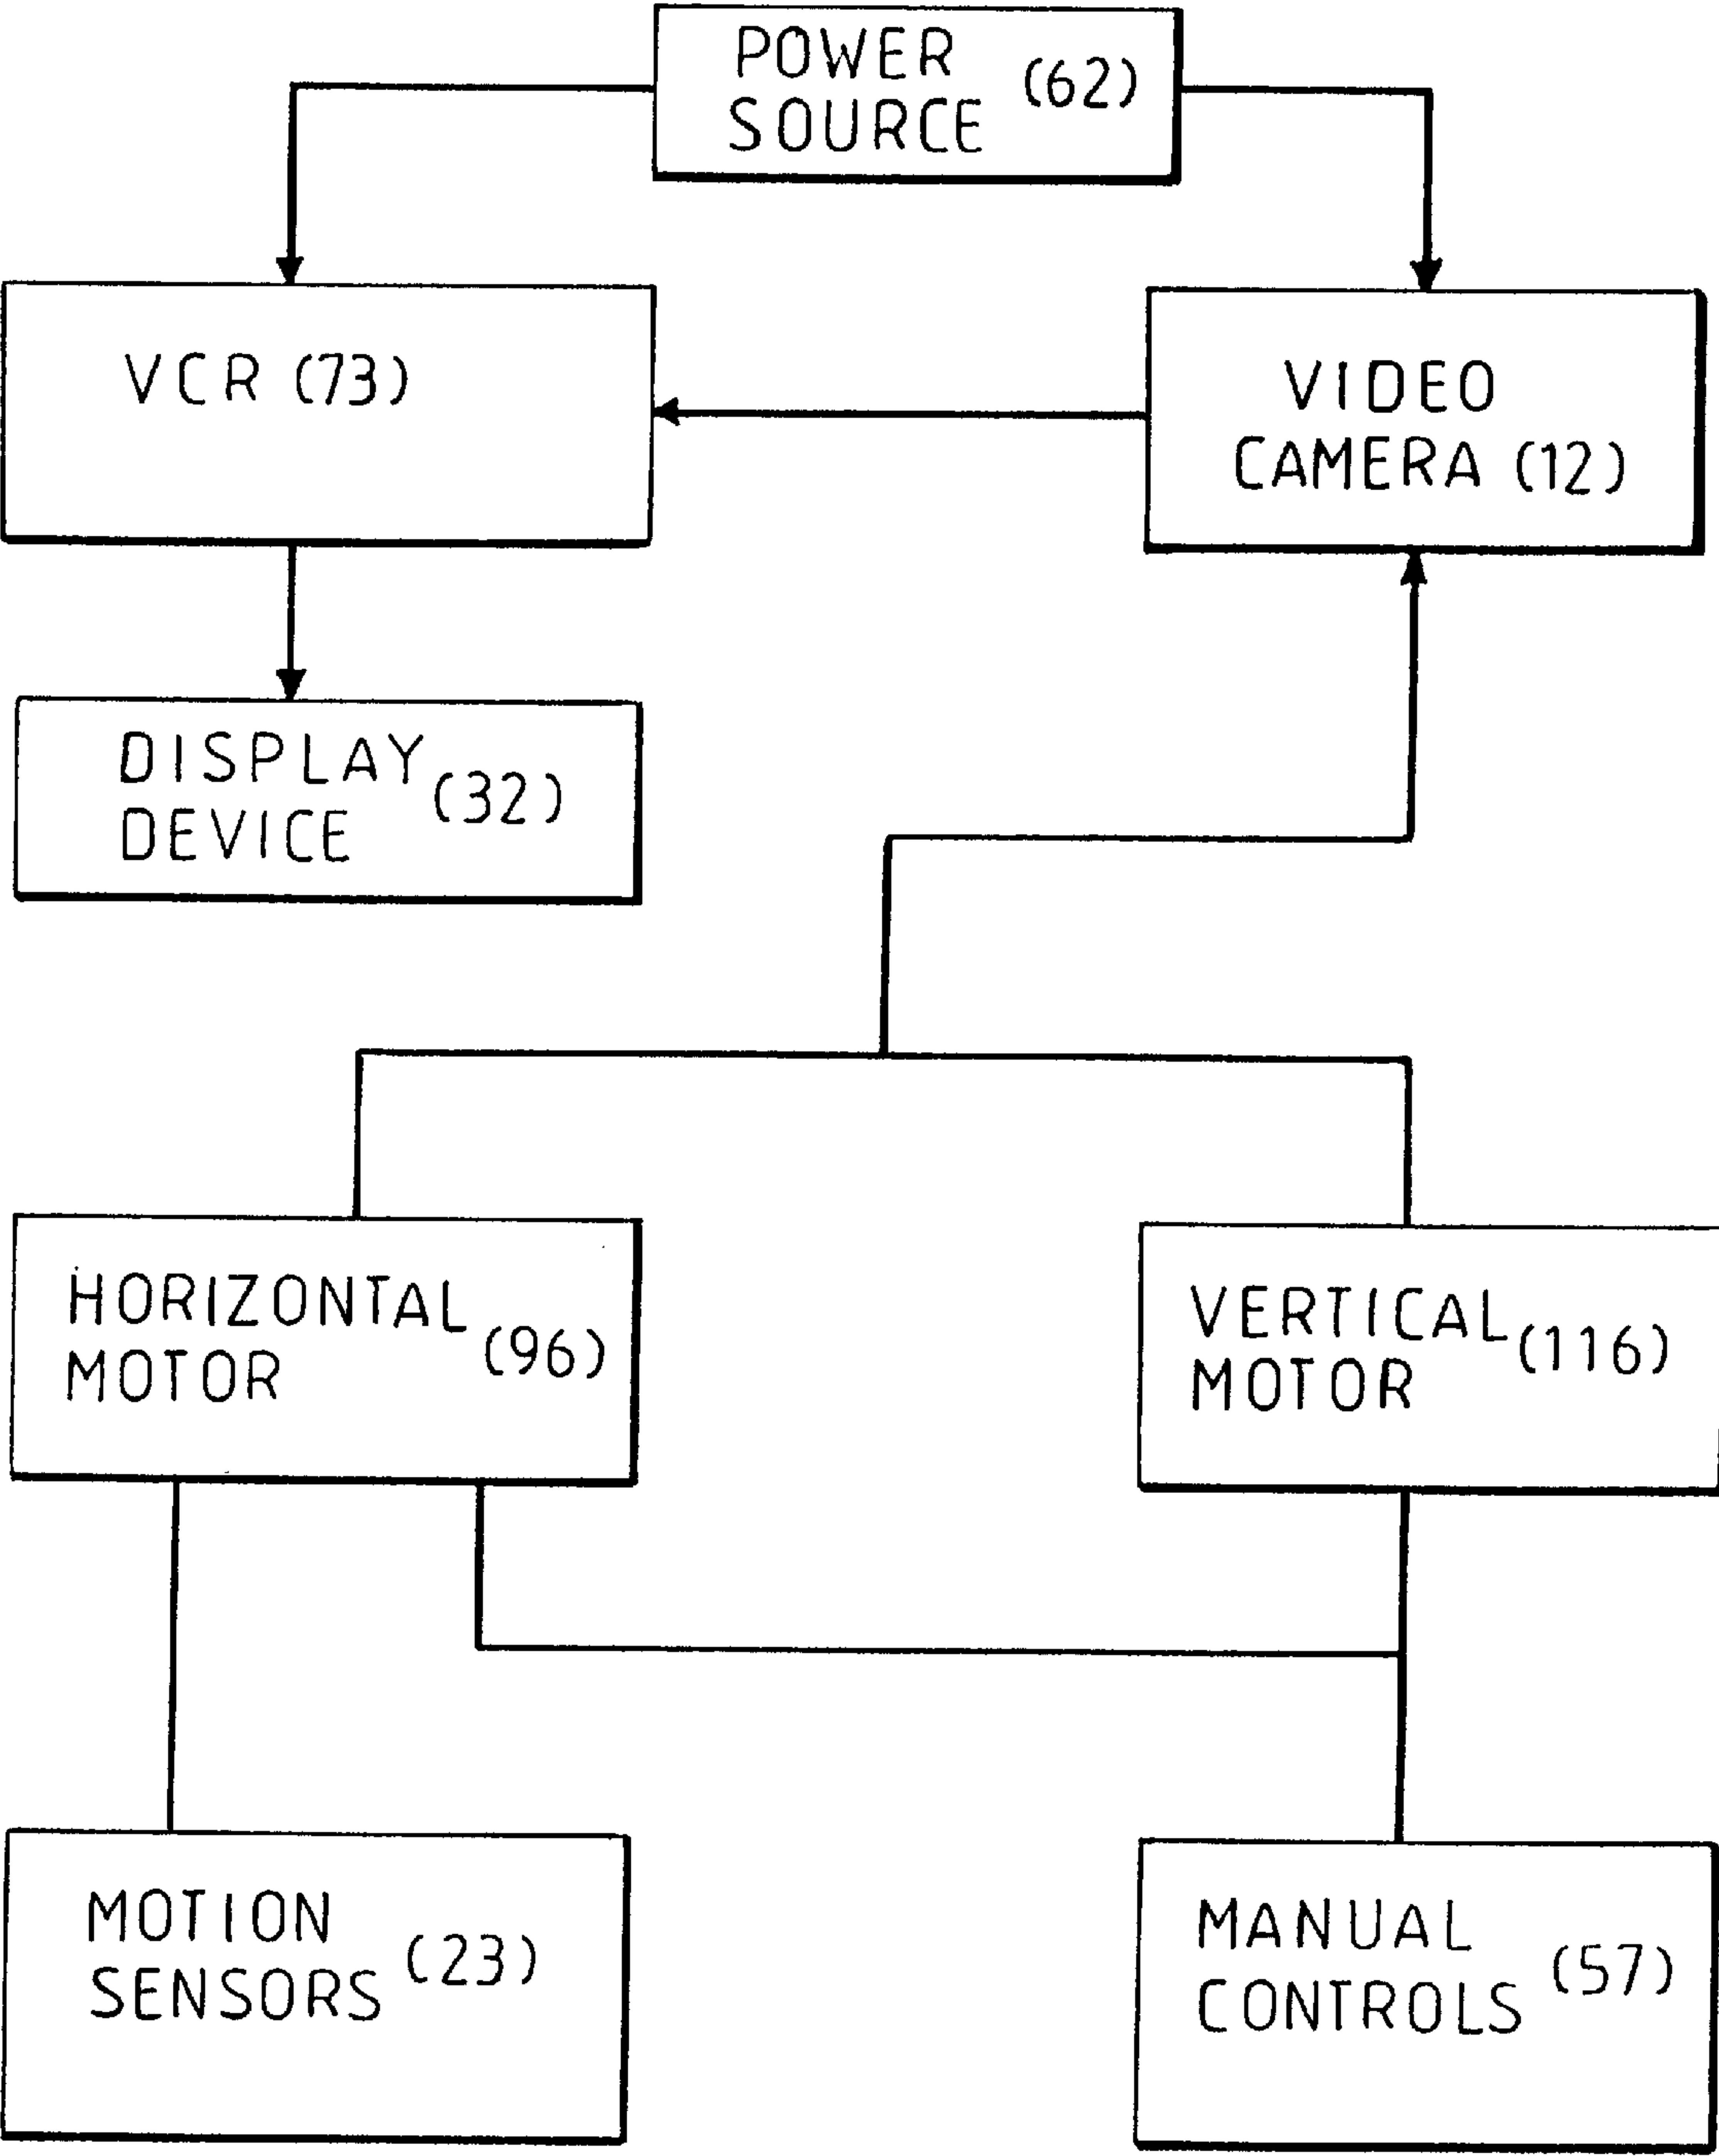 POWER
SOURCE (62)
VCR (73)
VIDEO
CAMERA (12)
DISPLAY
DEVICE (32)
HORIZONTAL
MOTOR (96)
VERTICAL
MOTOR (116)
MOTION
SENSORS (23)
MANUAL
CONTROLS (57)